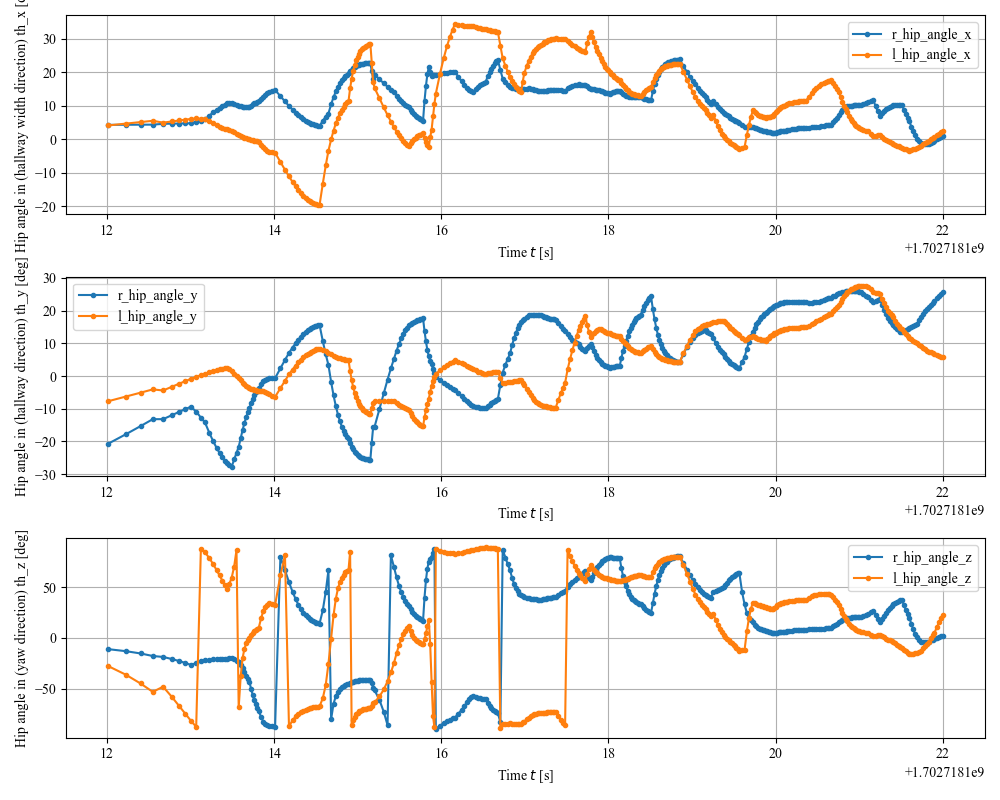 Hip angle in (hallway width direction) th_x
30
20
10
0
−10
−20
r_hip_angle_x
l_hip_angle_x
12
14
16
18
20
22
Time t [s]
+1.7027181e9
Hip angle in (hallway direction) th_y [deg]
30
20
10
0
−10
−20
−30
r_hip_angle_y
l_hip_angle_y
12
14
16
18
20
22
Time t [s]
+1.7027181e9
Hip angle in (yaw direction) th_z [deg]
50
0
−50
r_hip_angle_z
l_hip_angle_z
12
14
16
18
20
22
Time t [s]
+1.7027181e9